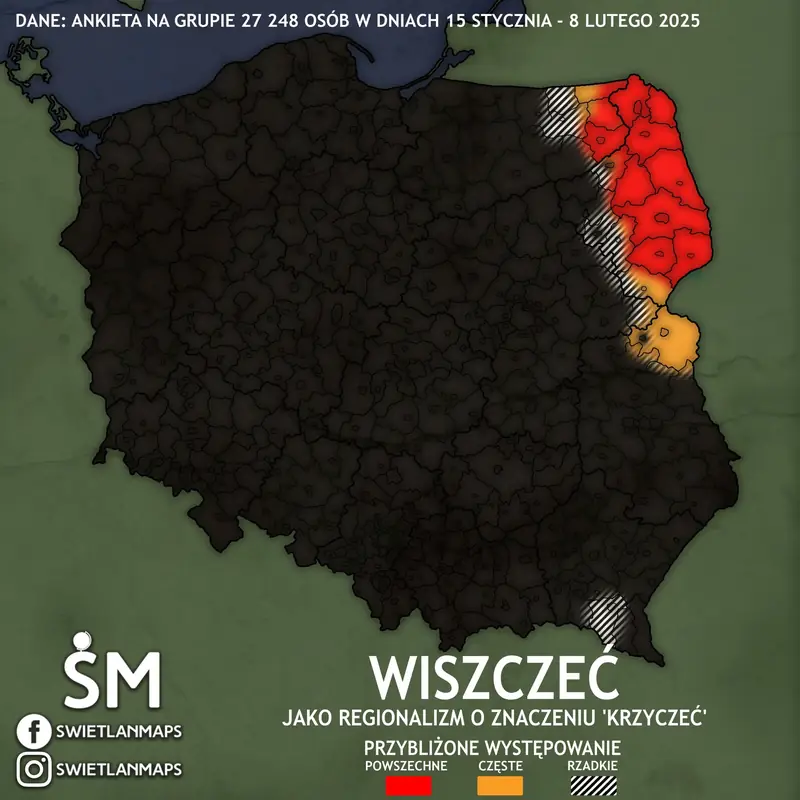 DANE: ANKIETA NA GRUPIE 27 248 OSÓB W DNIACH 15 STYCZNIA - 8 LUTEGO 2025
ŚM
SWIETLANMAPS
SWIETLANMAPS
WISZCZEĆ
JAKO REGIONALIZM O ZNACZENIU 'KRZYCZEĆ'
PRZYBLIŻONE WYSTĘPOWANIE
POWSZECHNE CZĘSTE RZADKIE